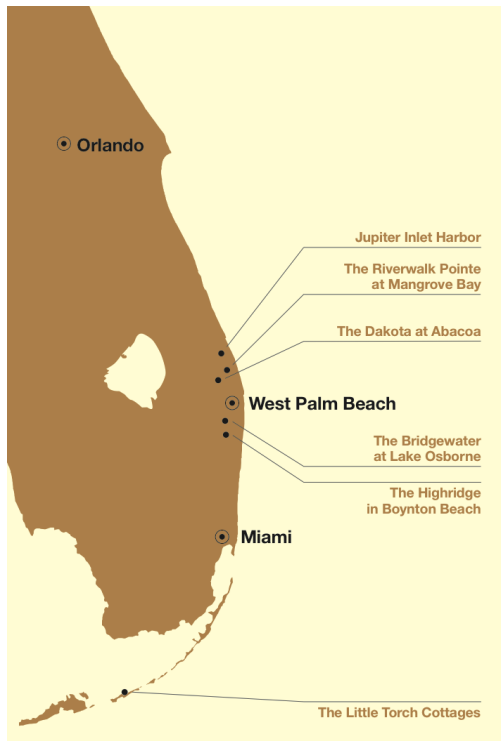 Orlando
Jupiter Inlet Harbor
The Riverwalk Pointe
at Mangrove Bay
The Dakota at Abacoa
West Palm Beach
The Bridgewater
at Lake Osborne
The Highridge
in Boynton Beach
Miami
The Little Torch Cottages